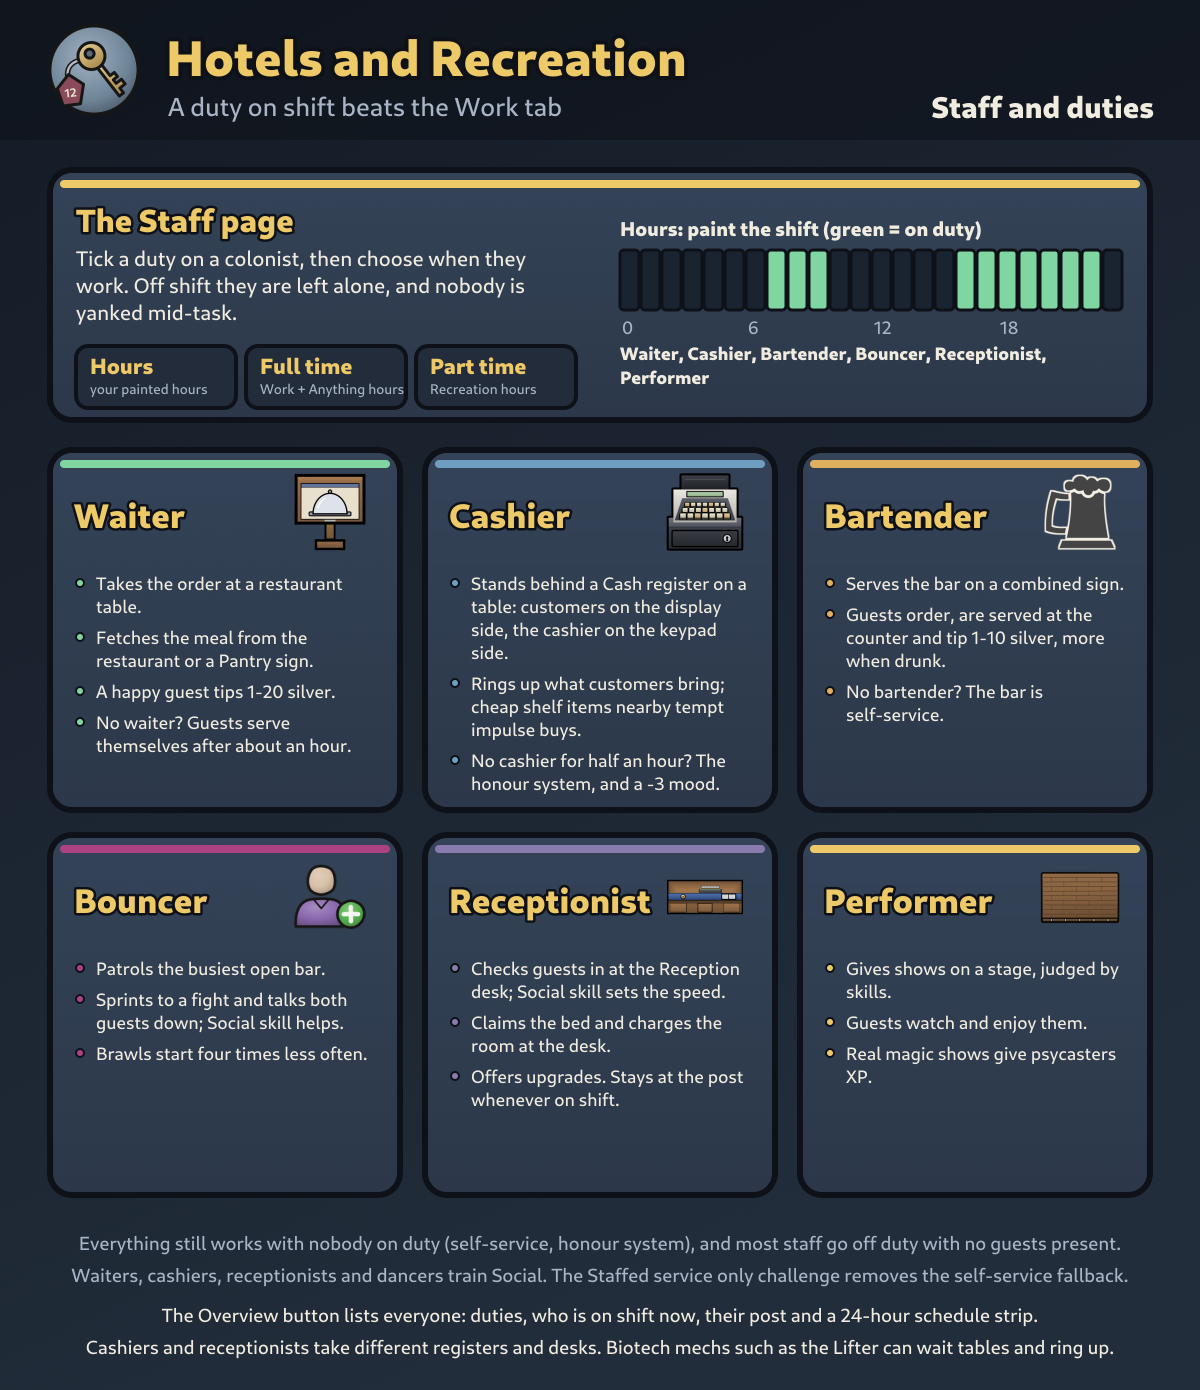 12
Hotels and Recreation
A duty on shift beats the Work tab
Staff and duties
The Staff page
Tick a duty on a colonist, then choose when they
work. Off shift they are left alone, and nobody is
yanked mid-task.
Hours
your painted hours
Full time
Work + Anything hours
Part time
Recreation hours
Hours: paint the shift (green = on duty)
0 6 12 18
Waiter, Cashier, Bartender, Bouncer, Receptionist,
Performer
Waiter
Takes the order at a restaurant
table.
Fetches the meal from the
restaurant or a Pantry sign.
A happy guest tips 1-20 silver.
No waiter? Guests serve
themselves after about an hour.
Cashier
Stands behind a Cash register on a
table: customers on the display
side, the cashier on the keypad
side.
Rings up what customers bring;
cheap shelf items nearby tempt
impulse buys.
No cashier for half an hour? The
honour system, and a -3 mood.
Bartender
Serves the bar on a combined sign.
Guests order, are served at the
counter and tip 1-10 silver, more
when drunk.
No bartender? The bar is
self-service.
Bouncer
Patrols the busiest open bar.
Sprints to a fight and talks both
guests down; Social skill helps.
Brawls start four times less often.
Receptionist
Checks guests in at the Reception
desk; Social skill sets the speed.
Claims the bed and charges the
room at the desk.
Offers upgrades. Stays at the post
whenever on shift.
Performer
Gives shows on a stage, judged by
skills.
Guests watch and enjoy them.
Real magic shows give psycasters
XP.
Everything still works with nobody on duty (self-service, honour system), and most staff go off duty with no guests present.
Waiters, cashiers, receptionists and dancers train Social. The Staffed service only challenge removes the self-service fallback.
The Overview button lists everyone: duties, who is on shift now, their post and a 24-hour schedule strip.
Cashiers and receptionists take different registers and desks. Biotech mechs such as the Lifter can wait tables and ring up.